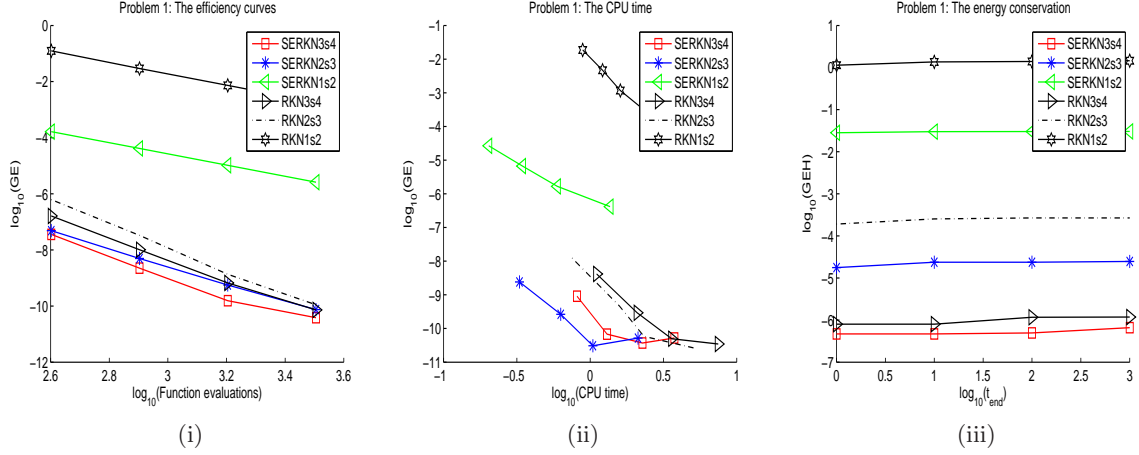 Problem 1: The efficiency curves
0
−2
−4
−6
−8
−10
−12
log10(GE)
2.6
2.8
3
3.2
3.4
3.6
log10(Function evaluations)
SERKN3s4
SERKN2s3
SERKN1s2
RKN3s4
RKN2s3
RKN1s2
(i)
Problem 1: The CPU time
−1
−2
−3
−4
−5
−6
−7
−8
−9
−10
−11
log10(GE)
−1
−0.5
0
0.5
1
log10(CPU time)
SERKN3s4
SERKN2s3
SERKN1s2
RKN3s4
RKN2s3
RKN1s2
(ii)
Problem 1: The energy conservation
1
0
−1
−2
−3
−4
−5
−6
−7
log10(GEH)
0
0.5
1
1.5
2
2.5
3
log10(tend)
SERKN3s4
SERKN2s3
SERKN1s2
RKN3s4
RKN2s3
RKN1s2
(iii)